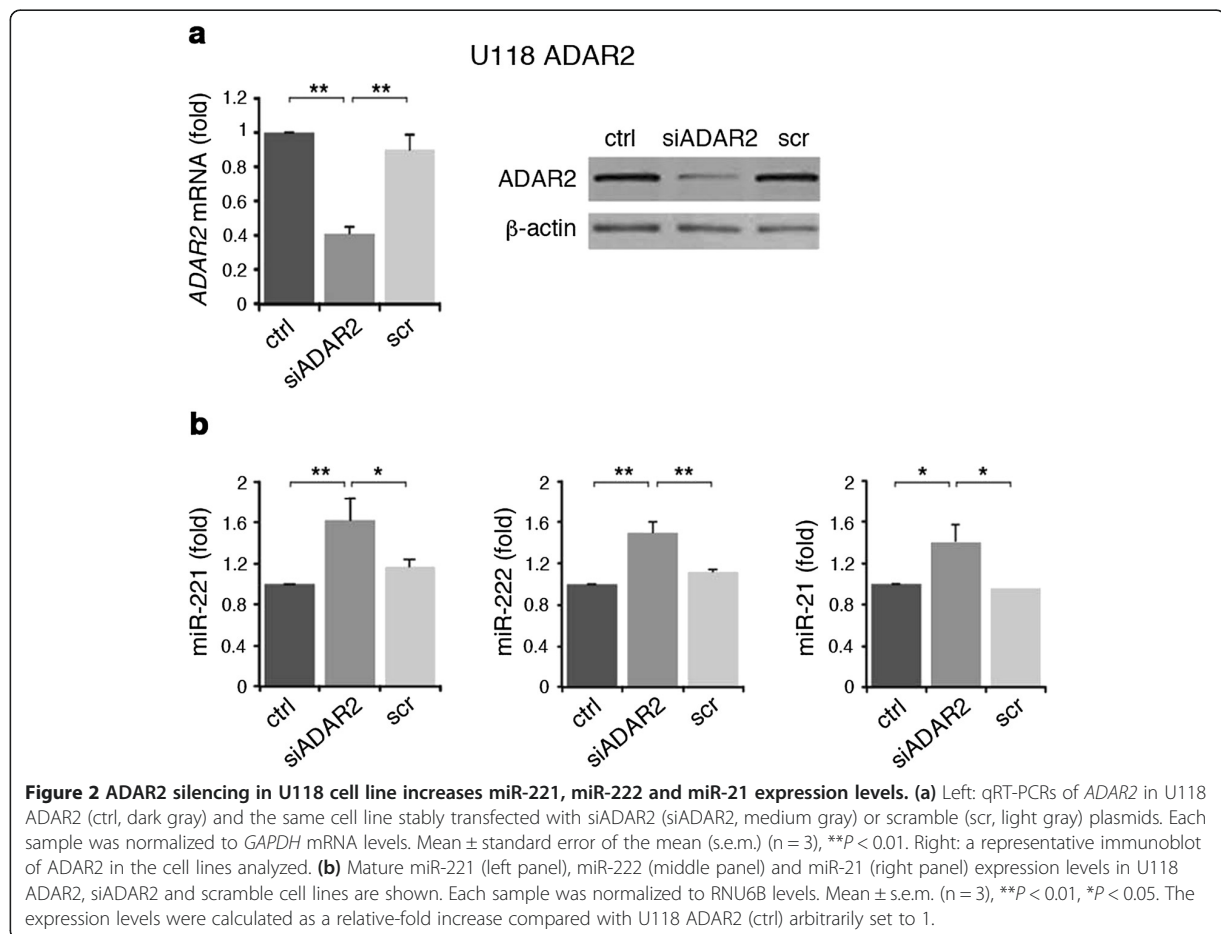 a
U118 ADAR2
** **
ADAR2 mRNA (fold)
1.2
1
0.8
0.6
0.4
0.2
0
ctrl siADAR2 scr
ctrl siADAR2 scr
ADAR2
β-actin
b
** *
miR-221 (fold)
2
1.6
1.2
0.8
0.4
0
ctrl siADAR2 scr
** **
miR-222 (fold)
2
1.6
1.2
0.8
0.4
0
ctrl siADAR2 scr
* *
miR-21 (fold)
2
1.6
1.2
0.8
0.4
0
ctrl siADAR2 scr
Figure 2 ADAR2 silencing in U118 cell line increases miR-221, miR-222 and miR-21 expression levels. (a) Left: qRT-PCRs of ADAR2 in U118
ADAR2 (ctrl, dark gray) and the same cell line stably transfected with siADAR2 (siADAR2, medium gray) or scramble (scr, light gray) plasmids. Each
sample was normalized to GAPDH mRNA levels. Mean ± standard error of the mean (s.e.m.) (n = 3), **P < 0.01. Right: a representative immunoblot
of ADAR2 in the cell lines analyzed. (b) Mature miR-221 (left panel), miR-222 (middle panel) and miR-21 (right panel) expression levels in U118
ADAR2, siADAR2 and scramble cell lines are shown. Each sample was normalized to RNU6B levels. Mean ± s.e.m. (n = 3), **P < 0.01, *P < 0.05. The
expression levels were calculated as a relative-fold increase compared with U118 ADAR2 (ctrl) arbitrarily set to 1.